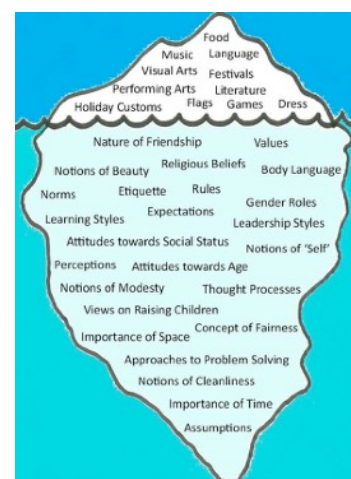 Food
Music Language
Visual Arts Festivals
Performing Arts Literature
Holiday Customs Flags Games Dress
Nature of Friendship Values
Notions of Beauty Religious Beliefs Body Language
Norms Etiquette Rules
Gender Roles
Learning Styles Expectations Leadership Styles
Attitudes towards Social Status Notions of 'Self'
Perceptions Attitudes towards Age
Notions of Modesty Thought Processes
Views on Raising Children
Importance of Space Concept of Fairness
Approaches to Problem Solving
Notions of Cleanliness
Importance of Time
Assumptions